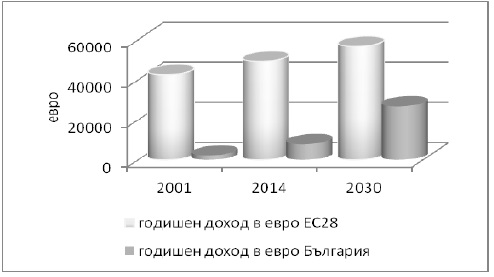 60000
40000
20000
0
евро
2001 2014 2030
годишен доход в евро ЕС28
годишен доход в евро България